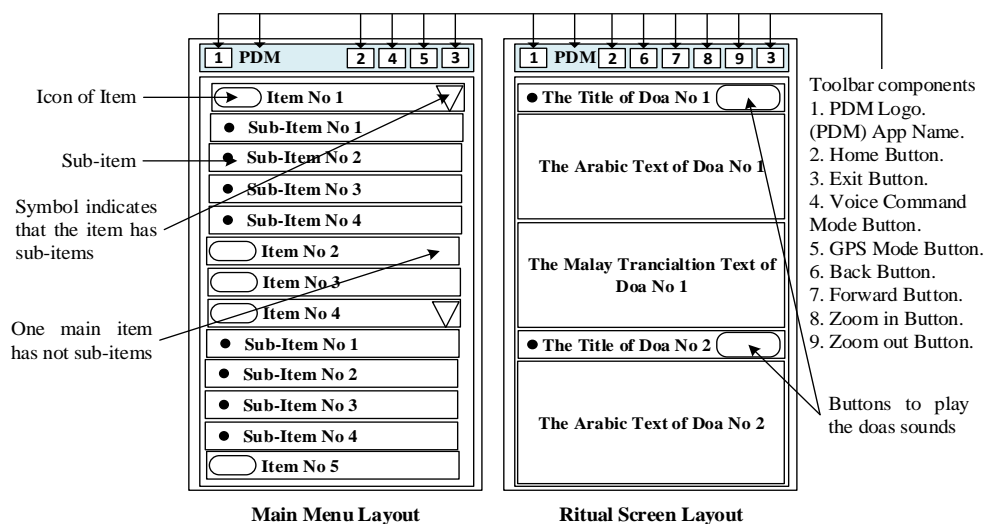 1 PDM 2 4 5 3
Icon of Item
Item No 1
Sub-Item No 1
Sub-item
Sub-Item No 2
Sub-Item No 3
Symbol indicates
that the item has
sub-items
Sub-Item No 4
Item No 2
Item No 3
Item No 4
One main item
has not sub-items
Sub-Item No 1
Sub-Item No 2
Sub-Item No 3
Sub-Item No 4
Item No 5
Main Menu Layout
1 PDM 2 6 7 8 9 3
The Title of Doa No 1
The Arabic Text of Doa No 1
The Malay Trancialtion Text of
Doa No 1
The Title of Doa No 2
The Arabic Text of Doa No 2
Ritual Screen Layout
Toolbar components
1. PDM Logo.
(PDM) App Name.
2. Home Button.
3. Exit Button.
4. Voice Command
Mode Button.
5. GPS Mode Button.
6. Back Button.
7. Forward Button.
8. Zoom in Button.
9. Zoom out Button.
Buttons to play
the doas sounds